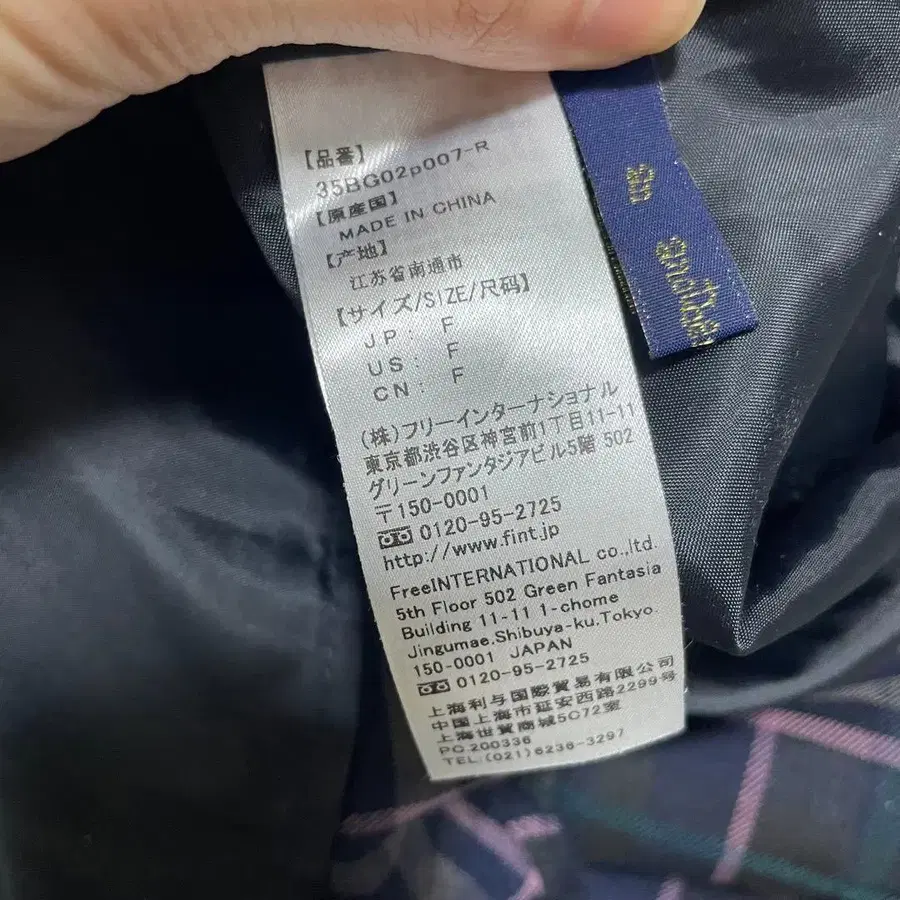 【品番】
35BG02p007-R
【原産国】
MADE IN CHINA
【产地】
江苏省南通市
【サイズ/SIZE/尺码】
JP: F
US: F
CN: F
(株)フリーインターナショナル
東京都渋谷区神宮前1丁目11-11
グリーンファンタジアビル5階 502
〒150-0001
0120-95-2725
http://www.fint.jp
FreeINTERNATIONAL co.,ltd.
5th Floor 502 Green Fantasia
Building 11-11 1-chome
Jingumae.Shibuya-ku.Tokyo.
150-0001 JAPAN
0120-95-2725
上海利与国際貿易有限公司
中国上海市延安西路2299号
上海世貿商城5C72室
PC.200336
TEL:(021)6236-3297